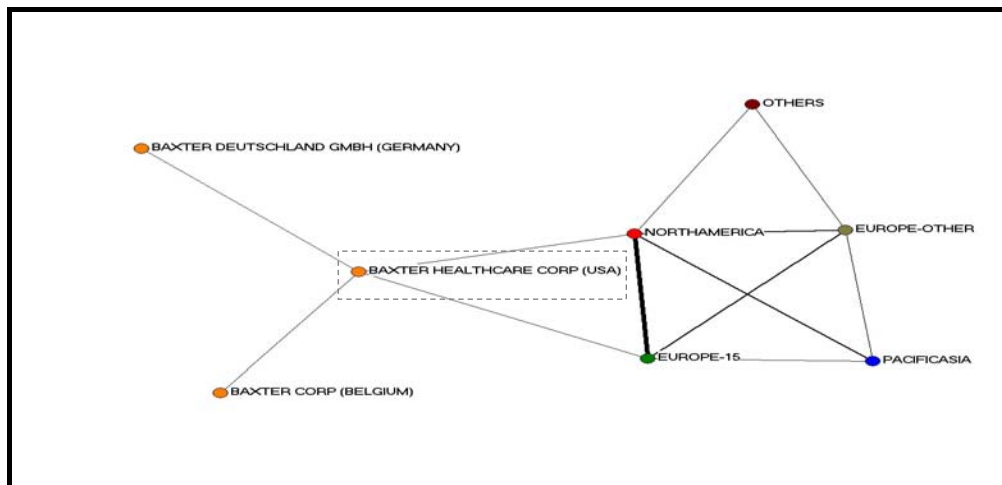 OTHERS
BAXTER DEUTSCHLAND GMBH (GERMANY)
NORTHAMERICA
EUROPE-OTHER
BAXTER HEALTHCARE CORP (USA)
EUROPE-15
PACIFICASIA
BAXTER CORP (BELGIUM)